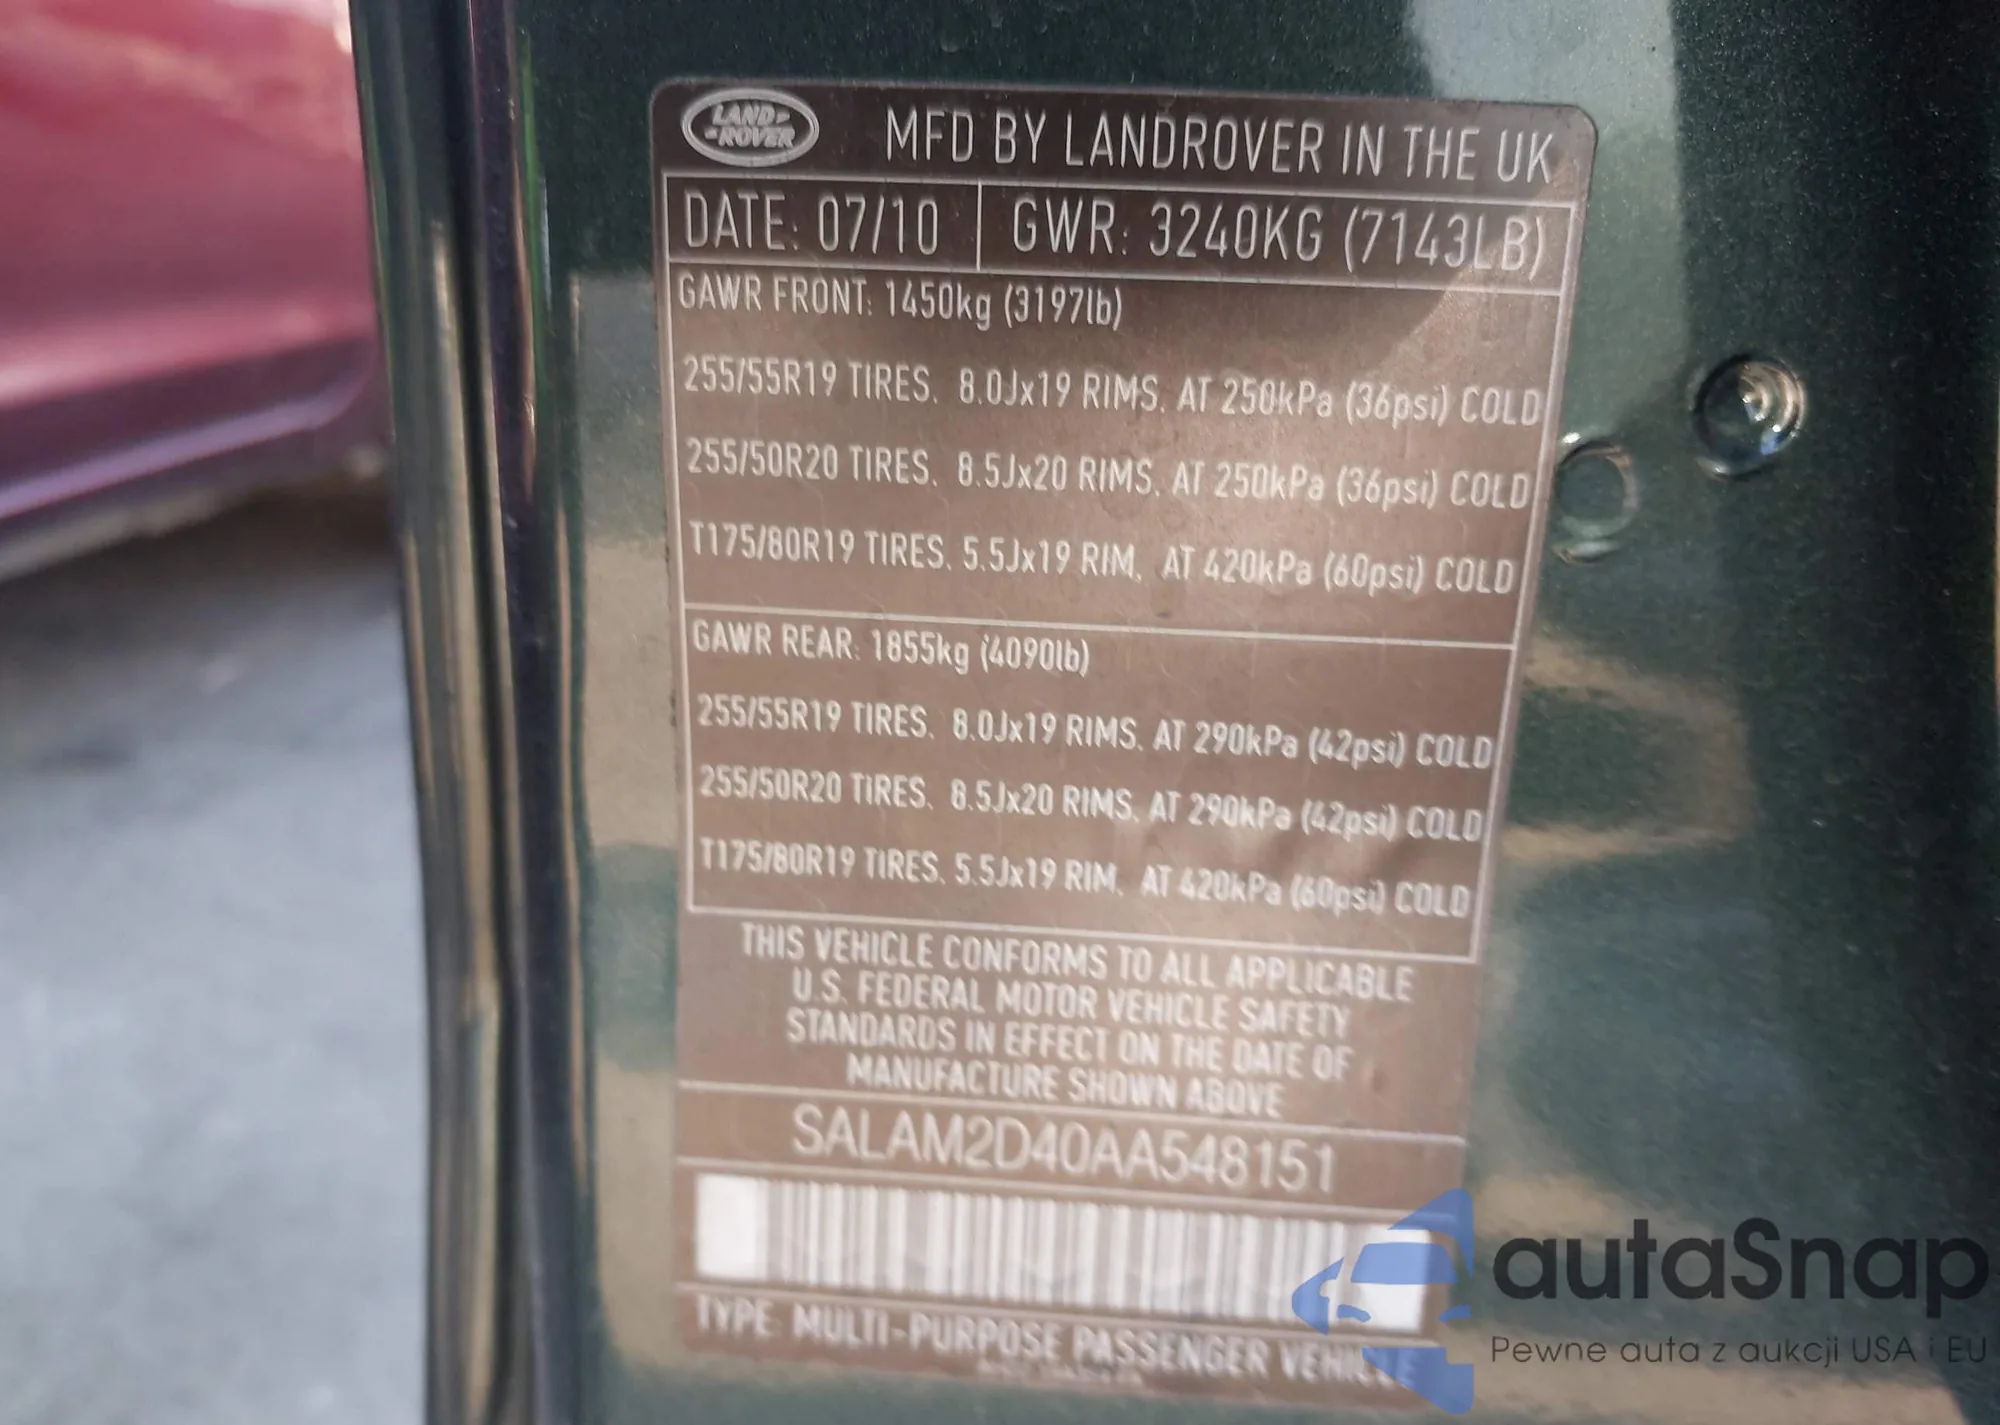 LAND
ROVER
MFD BY LANDROVER IN THE UK
DATE: 07/10 GWR: 3240KG (7143LB)
GAWR FRONT: 1450kg (3197lb)
255/55R19 TIRES. 8.0Jx19 RIMS. AT 250kPa (36psi) COLD
255/50R20 TIRES. 8.5Jx20 RIMS. AT 250kPa (36psi) COLD
T175/80R19 TIRES. 5.5Jx19 RIM. AT 420kPa (60psi) COLD
GAWR REAR: 1855kg (4090lb)
255/55R19 TIRES. 8.0Jx19 RIMS. AT 290kPa (42psi) COLD
255/50R20 TIRES. 8.5Jx20 RIMS. AT 290kPa (42psi) COLD
T175/80R19 TIRES. 5.5Jx19 RIM. AT 420kPa (60psi) COLD
THIS VEHICLE CONFORMS TO ALL APPLICABLE
U.S. FEDERAL MOTOR VEHICLE SAFETY
STANDARDS IN EFFECT ON THE DATE OF
MANUFACTURE SHOWN ABOVE
SALAM2D40AA548151
TYPE: MULTI-PURPOSE PASSENGER VEHICLE
autaSnap
Pewne auta z aukcji USA i EU